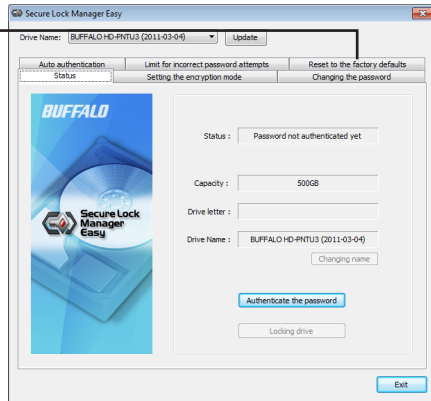 Secure Lock Manager Easy
Drive Name: BUFFALO HD-PNTU3 (2011-03-04) Update
Auto authentication Limit for incorrect password attempts Reset to the factory defaults
Status Setting the encryption mode Changing the password
BUFFALO
Secure Lock
Manager
Easy
Status : Password not authenticated yet
Capacity : 500GB
Drive letter :
Drive Name : BUFFALO HD-PNTU3 (2011-03-04)
Changing name
Authenticate the password
Locking drive
Exit